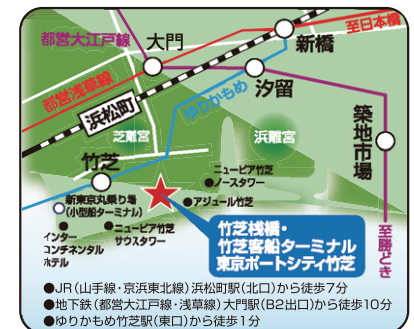 至日本橋
都営大江戸線
大門
新橋
都営浅草線
浜松町
ゆりかもめ
汐留
芝離宮
浜離宮
築地市場
竹芝
ニューピア竹芝
ノースタワー
新東京丸乗り場
(小型船ターミナル)
アジュール竹芝
ニューピア竹芝
サウスタワー
インター
コンチネンタル
ホテル
竹芝桟橋・
竹芝客船ターミナル
東京ポートシティ竹芝
至勝どき
●JR(山手線・京浜東北線)浜松町駅(北口)から徒歩7分
●地下鉄(都営大江戸線・浅草線)大門駅(B2出口)から徒歩10分
●ゆりかもめ竹芝駅(東口)から徒歩1分